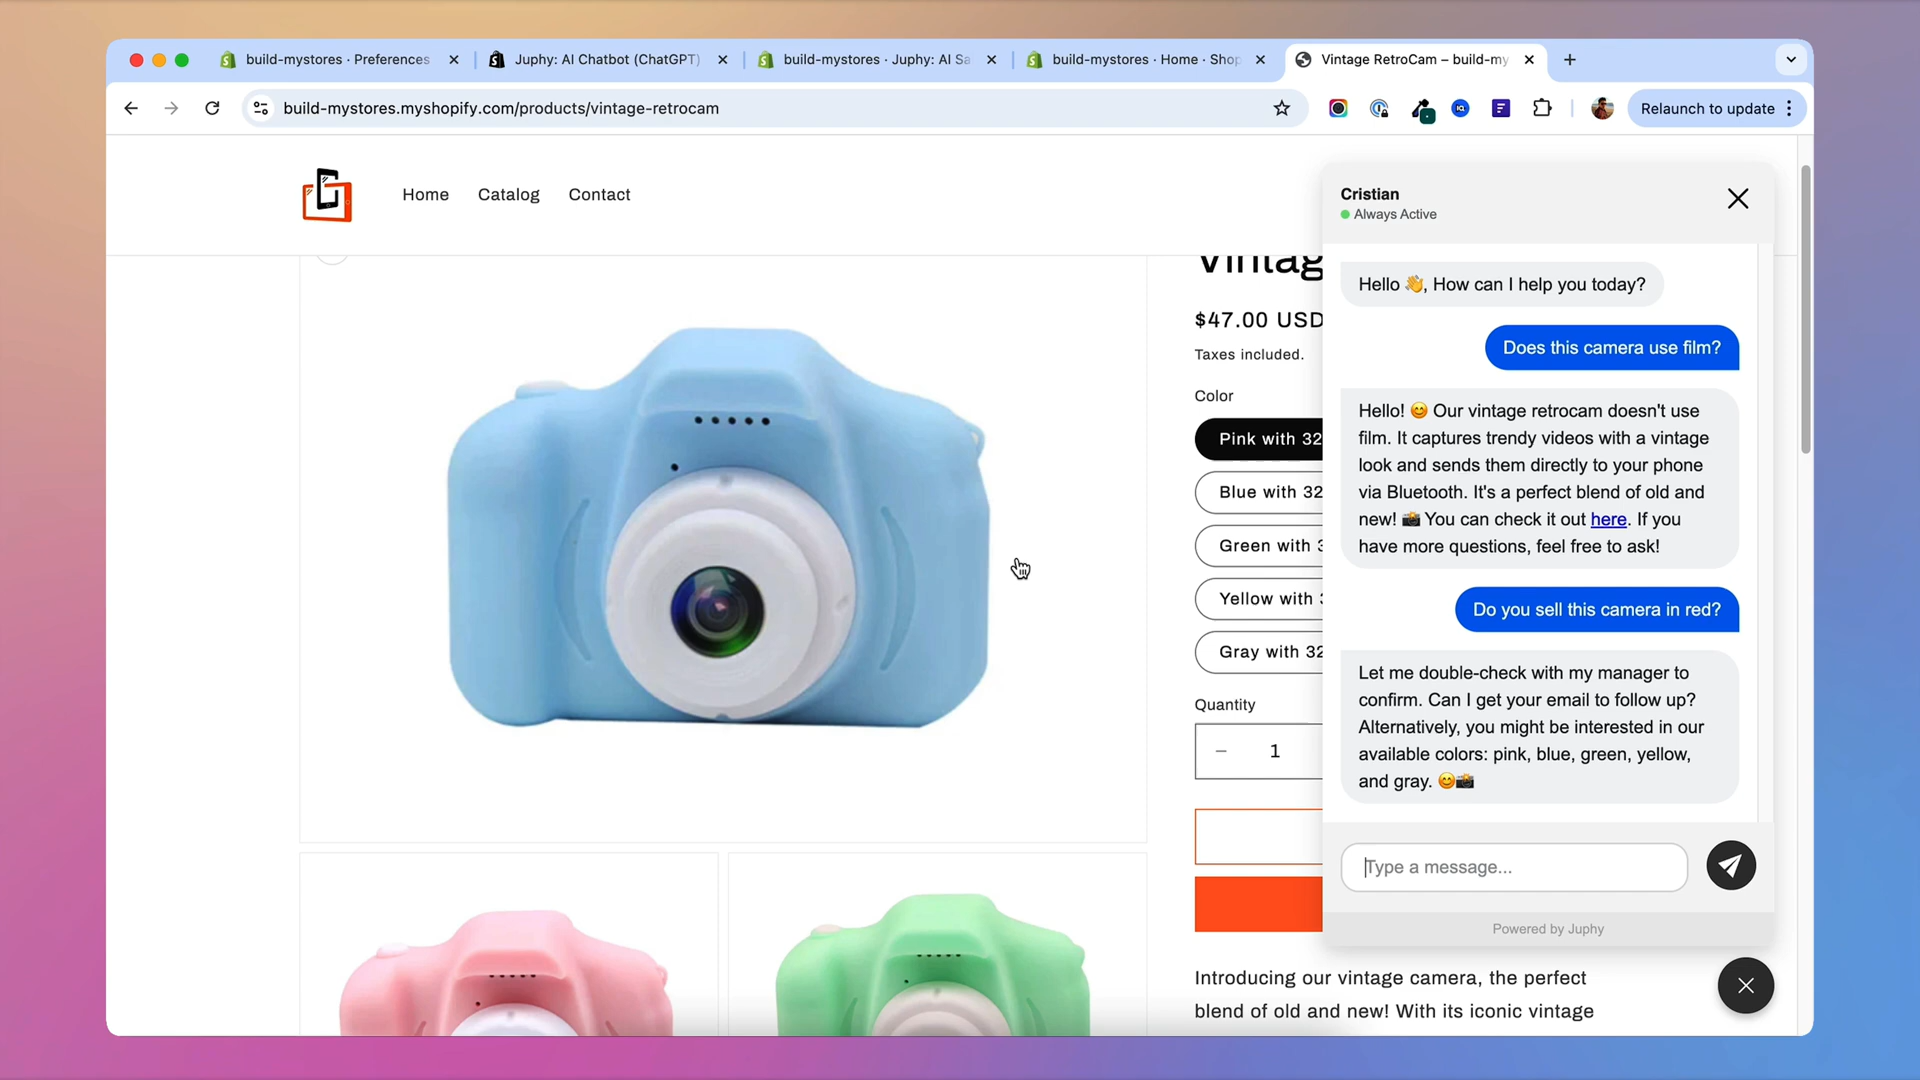 build-mystores · Preferences
Juphy: AI Chatbot (ChatGPT)
build-mystores · Juphy: AI Sa
build-mystores · Home · Shop
Vintage RetroCam – build-my
build-mystores.myshopify.com/products/vintage-retrocam
Relaunch to update
Home
Catalog
Contact
Vintag
$47.00 USD
Taxes included.
Color
Pink with 32
Blue with 32
Green with 3
Yellow with 3
Gray with 32
Quantity
− 1
Introducing our vintage camera, the perfect
blend of old and new! With its iconic vintage
Cristian
Always Active
Hello 👋, How can I help you today?
Does this camera use film?
Hello! 😊 Our vintage retrocam doesn't use
film. It captures trendy videos with a vintage
look and sends them directly to your phone
via Bluetooth. It's a perfect blend of old and
new! 📸 You can check it out here. If you
have more questions, feel free to ask!
Do you sell this camera in red?
Let me double-check with my manager to
confirm. Can I get your email to follow up?
Alternatively, you might be interested in our
available colors: pink, blue, green, yellow,
and gray. 😊📸
Type a message...
Powered by Juphy